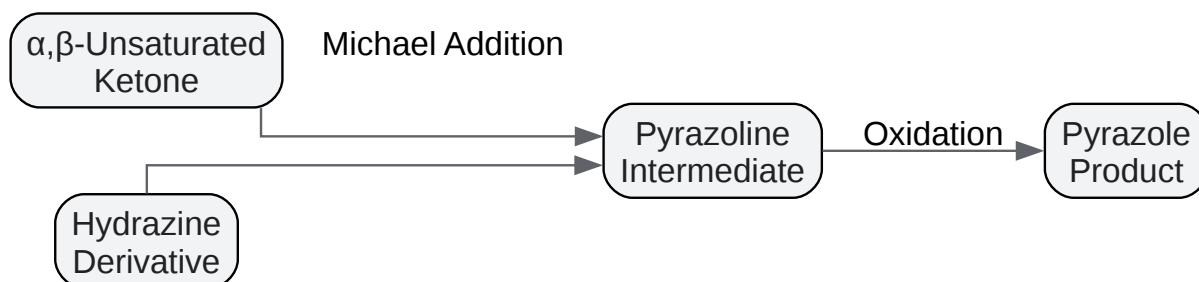 α,β-Unsaturated
Ketone
Michael Addition
Pyrazoline
Intermediate
Oxidation
Pyrazole
Product
Hydrazine
Derivative